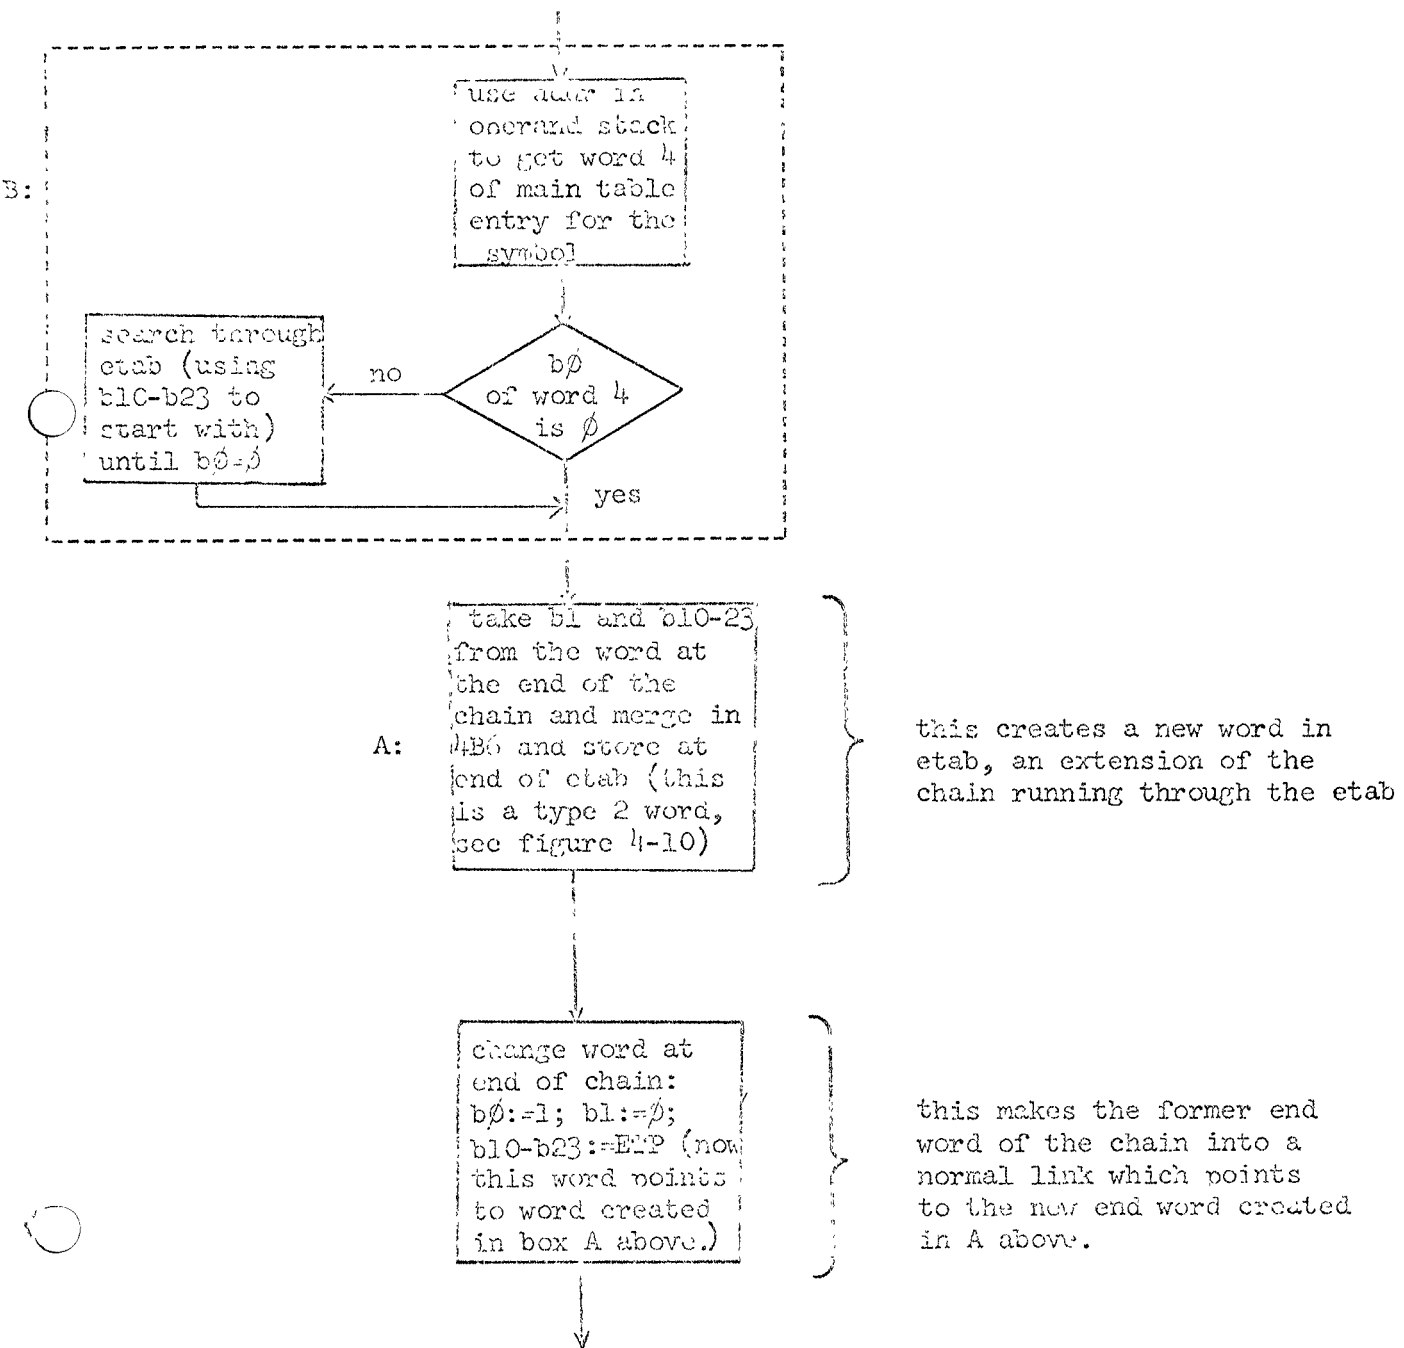 B:
use addr in
operand stack
to get word 4
of main table
entry for the
symbol
search through
etab (using
b10-b23 to
start with)
until bØ=Ø
no
bØ
of word 4
is Ø
yes
A:
take b1 and b10-23
from the word at
the end of the
chain and merge in
4B6 and store at
end of etab (this
is a type 2 word,
see figure 4-10)
this creates a new word in
etab, an extension of the
chain running through the etab
change word at
end of chain:
bØ:=1; b1:=Ø;
b10-b23:=ETP (now
this word points
to word created
in box A above.)
this makes the former end
word of the chain into a
normal link which points
to the new end word created
in A above.